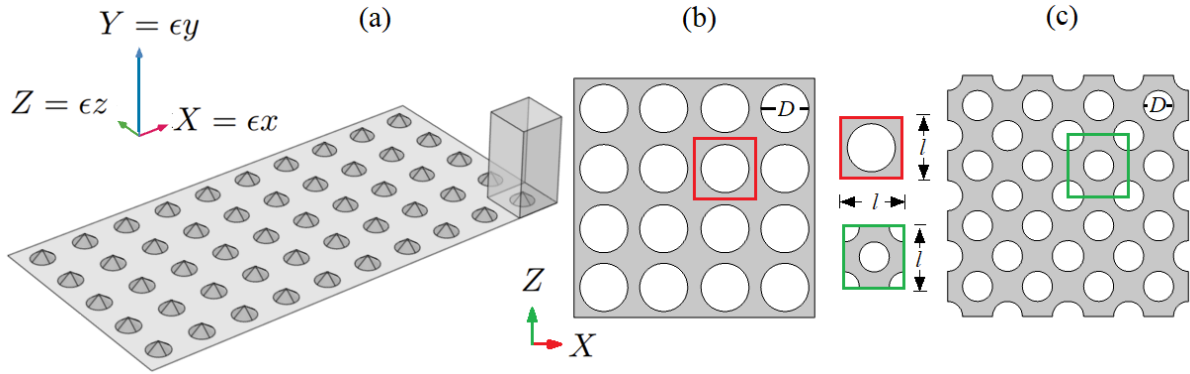 (a)
Y = ϵy
Z = ϵz
X = ϵx
(b)
D
Z
X
l
l
l
(c)
D